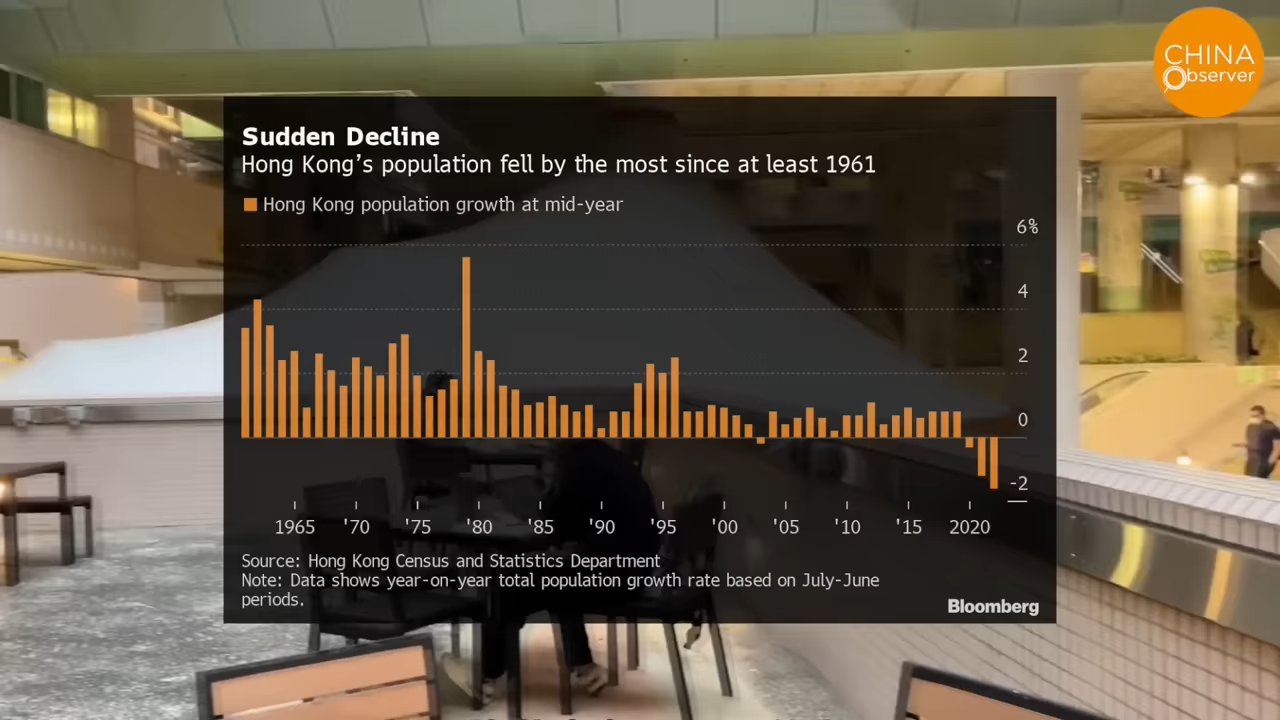 CHINA
Observer
Sudden Decline
Hong Kong's population fell by the most since at least 1961
Hong Kong population growth at mid-year
6%
4
2
0
-2
1965 '70 '75 '80 '85 '90 '95 '00 '05 '10 '15 2020
Source: Hong Kong Census and Statistics Department
Note: Data shows year-on-year total population growth rate based on July-June
periods.
Bloomberg